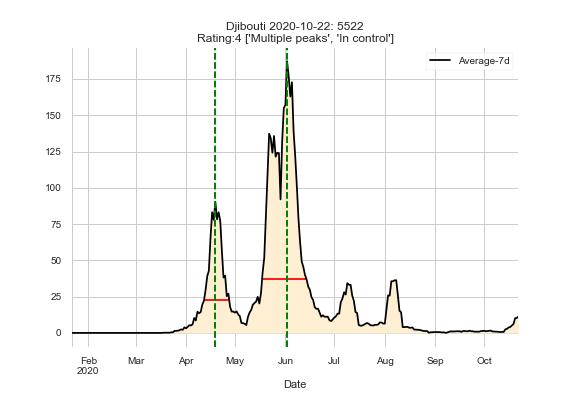 Djibouti 2020-10-22: 5522
Rating:4 ['Multiple peaks', 'In control']
Average-7d
175
150
125
100
75
50
25
0
Feb
2020
Mar
Apr
May
Jun
Jul
Aug
Sep
Oct
Date